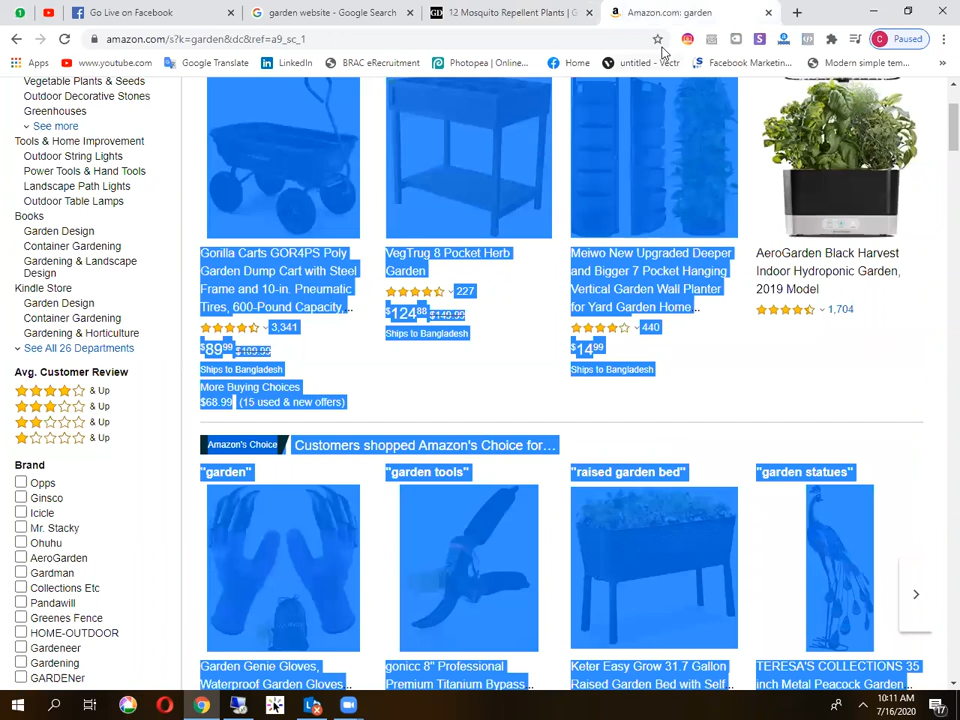 Go Live on Facebook
garden website - Google Search
12 Mosquito Repellent Plants | G
Amazon.com: garden
amazon.com/s?k=garden&dc&ref=a9_sc_1
Paused
Apps
www.youtube.com
Google Translate
LinkedIn
BRAC eRecruitment
Photopea | Online...
Home
untitled - Vectr
Facebook Marketin...
Modern simple tem...
Vegetable Plants & Seeds
Outdoor Decorative Stones
Greenhouses
See more
Tools & Home Improvement
Outdoor String Lights
Power Tools & Hand Tools
Landscape Path Lights
Outdoor Table Lamps
Books
Garden Design
Container Gardening
Gardening & Landscape
Design
Kindle Store
Garden Design
Container Gardening
Gardening & Horticulture
See All 26 Departments
Avg. Customer Review
& Up
& Up
& Up
& Up
Brand
Opps
Ginsco
Icicle
Mr. Stacky
Ohuhu
AeroGarden
Gardman
Collections Etc
Pandawill
Greenes Fence
HOME-OUTDOOR
Gardeneer
Gardening
GARDENer
Gorilla Carts GOR4PS Poly
Garden Dump Cart with Steel
Frame and 10-in. Pneumatic
Tires, 600-Pound Capacity,...
3,341
$89.99 $109.99
Ships to Bangladesh
More Buying Choices
$68.99 (15 used & new offers)
VegTrug 8 Pocket Herb
Garden
227
$124.88 $149.99
Ships to Bangladesh
Meiwo New Upgraded Deeper
and Bigger 7 Pocket Hanging
Vertical Garden Wall Planter
for Yard Garden Home...
440
$14.99
Ships to Bangladesh
AeroGarden Black Harvest
Indoor Hydroponic Garden,
2019 Model
1,704
Amazon's Choice
Customers shopped Amazon's Choice for…
"garden"
"garden tools"
"raised garden bed"
"garden statues"
Garden Genie Gloves,
Waterproof Garden Gloves...
gonicc 8" Professional
Premium Titanium Bypass...
Keter Easy Grow 31.7 Gallon
Raised Garden Bed with Self...
TERESA'S COLLECTIONS 35
inch Metal Peacock Garden...
10:11 AM
7/16/2020